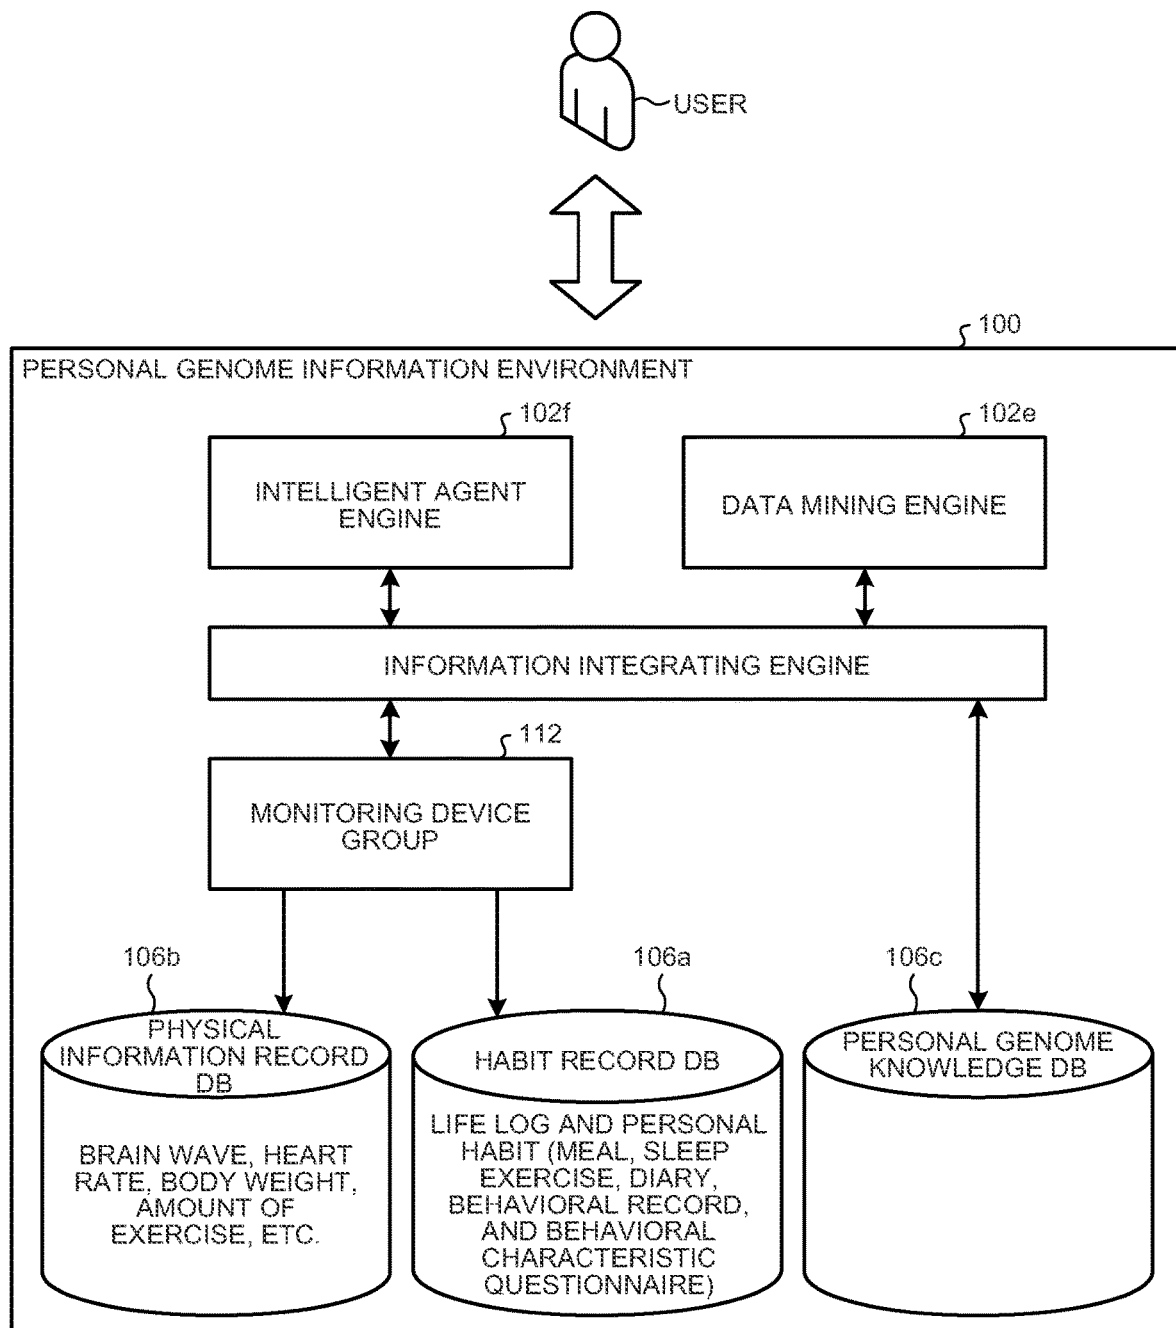 USER
100
PERSONAL GENOME INFORMATION ENVIRONMENT
102f
102e
INTELLIGENT AGENT
ENGINE
DATA MINING ENGINE
INFORMATION INTEGRATING ENGINE
112
MONITORING DEVICE
GROUP
106b
106a
106c
PHYSICAL
INFORMATION RECORD
DB
BRAIN WAVE, HEART
RATE, BODY WEIGHT,
AMOUNT OF
EXERCISE, ETC.
HABIT RECORD DB
LIFE LOG AND PERSONAL
HABIT (MEAL, SLEEP
EXERCISE, DIARY,
BEHAVIORAL RECORD,
AND BEHAVIORAL
CHARACTERISTIC
QUESTIONNAIRE)
PERSONAL GENOME
KNOWLEDGE DB